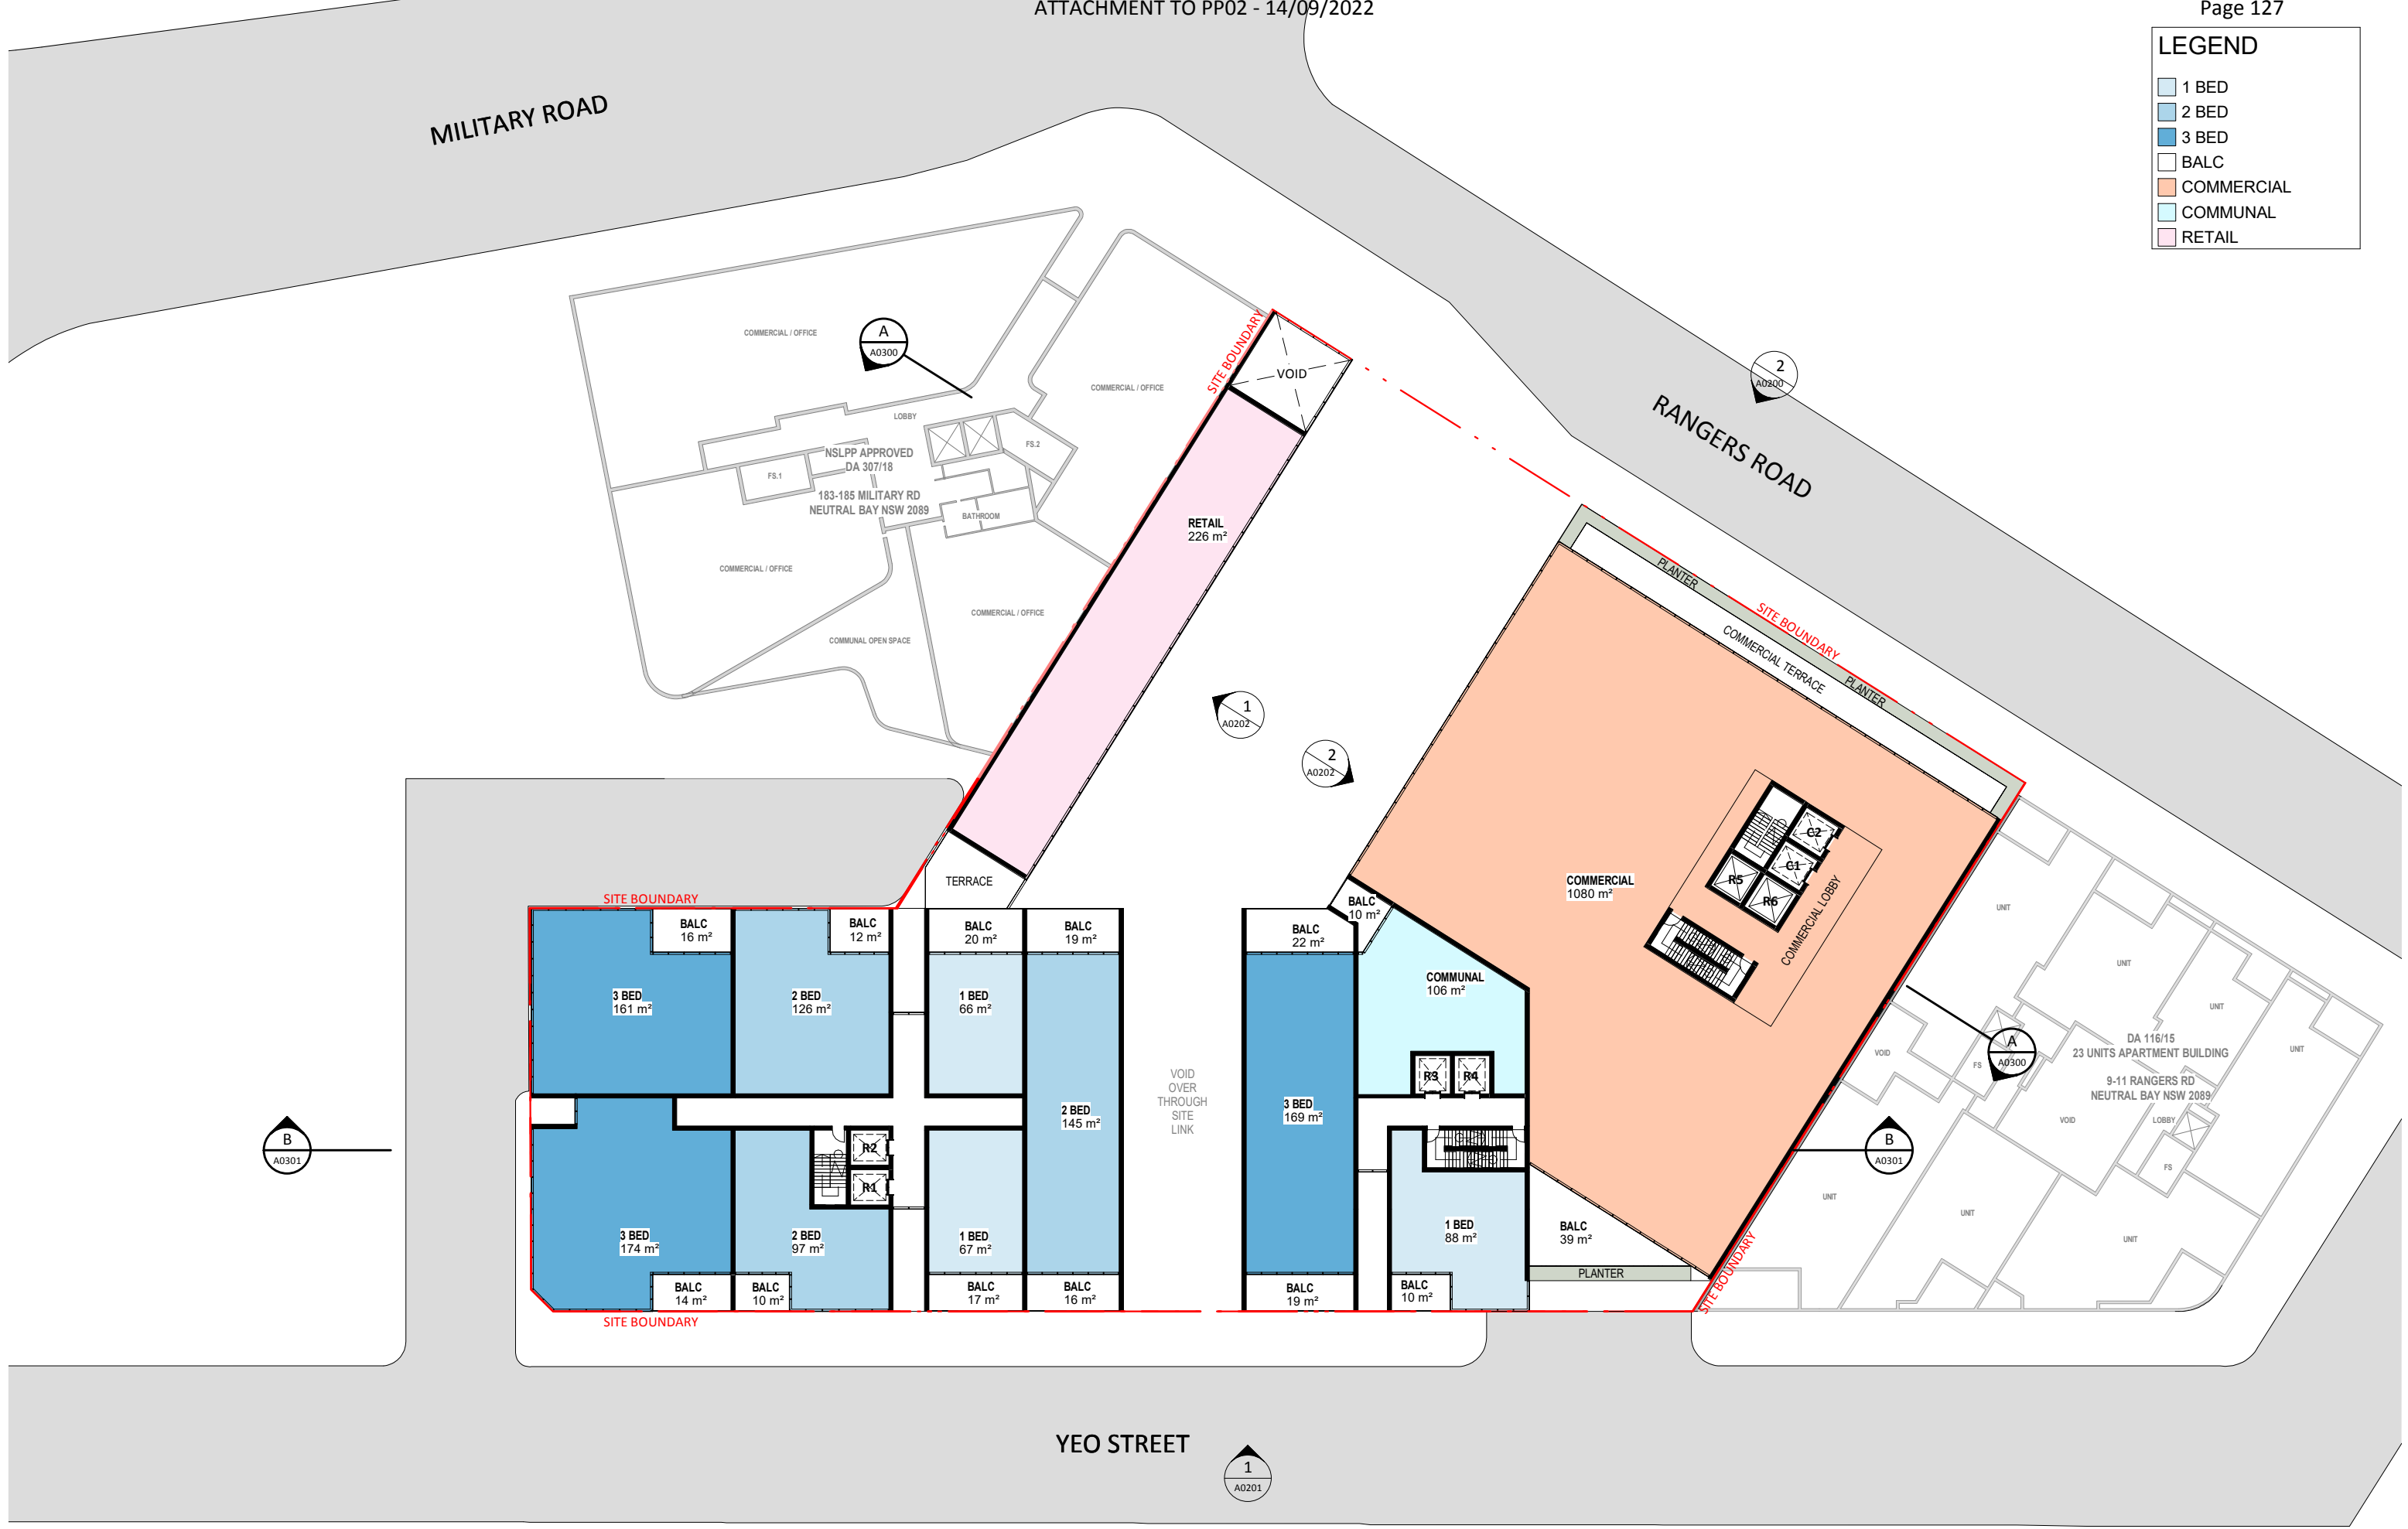 ATTACHMENT TO PP02 - 14/09/2022
Page 127
LEGEND
1 BED
2 BED
3 BED
BALC
COMMERCIAL
COMMUNAL
RETAIL
MILITARY ROAD
RANGERS ROAD
2
A0200
A
A0300
COMMERCIAL / OFFICE
COMMERCIAL / OFFICE
LOBBY
FS.2
FS.1
NSLPP APPROVED
DA 307/18
183-185 MILITARY RD
NEUTRAL BAY NSW 2089
BATHROOM
COMMERCIAL / OFFICE
COMMERCIAL / OFFICE
COMMUNAL OPEN SPACE
SITE BOUNDARY
VOID
RETAIL
226 m²
1
A0202
2
A0202
PLANTER
SITE BOUNDARY
COMMERCIAL TERRACE
PLANTER
COMMERCIAL
1080 m²
C2
C1
R5
R6
COMMERCIAL LOBBY
TERRACE
SITE BOUNDARY
BALC
16 m²
BALC
12 m²
BALC
20 m²
BALC
19 m²
BALC
22 m²
BALC
10 m²
3 BED
161 m²
2 BED
126 m²
1 BED
66 m²
2 BED
145 m²
VOID
OVER
THROUGH
SITE
LINK
3 BED
169 m²
COMMUNAL
106 m²
R3
R4
R2
R1
3 BED
174 m²
2 BED
97 m²
1 BED
67 m²
1 BED
88 m²
BALC
39 m²
PLANTER
BALC
14 m²
BALC
10 m²
BALC
17 m²
BALC
16 m²
BALC
19 m²
BALC
10 m²
SITE BOUNDARY
SITE BOUNDARY
UNIT
UNIT
UNIT
UNIT
VOID
FS
A
A0300
DA 116/15
23 UNITS APARTMENT BUILDING
9-11 RANGERS RD
NEUTRAL BAY NSW 2089
VOID
LOBBY
FS
UNIT
UNIT
UNIT
B
A0301
B
A0301
YEO STREET
1
A0201